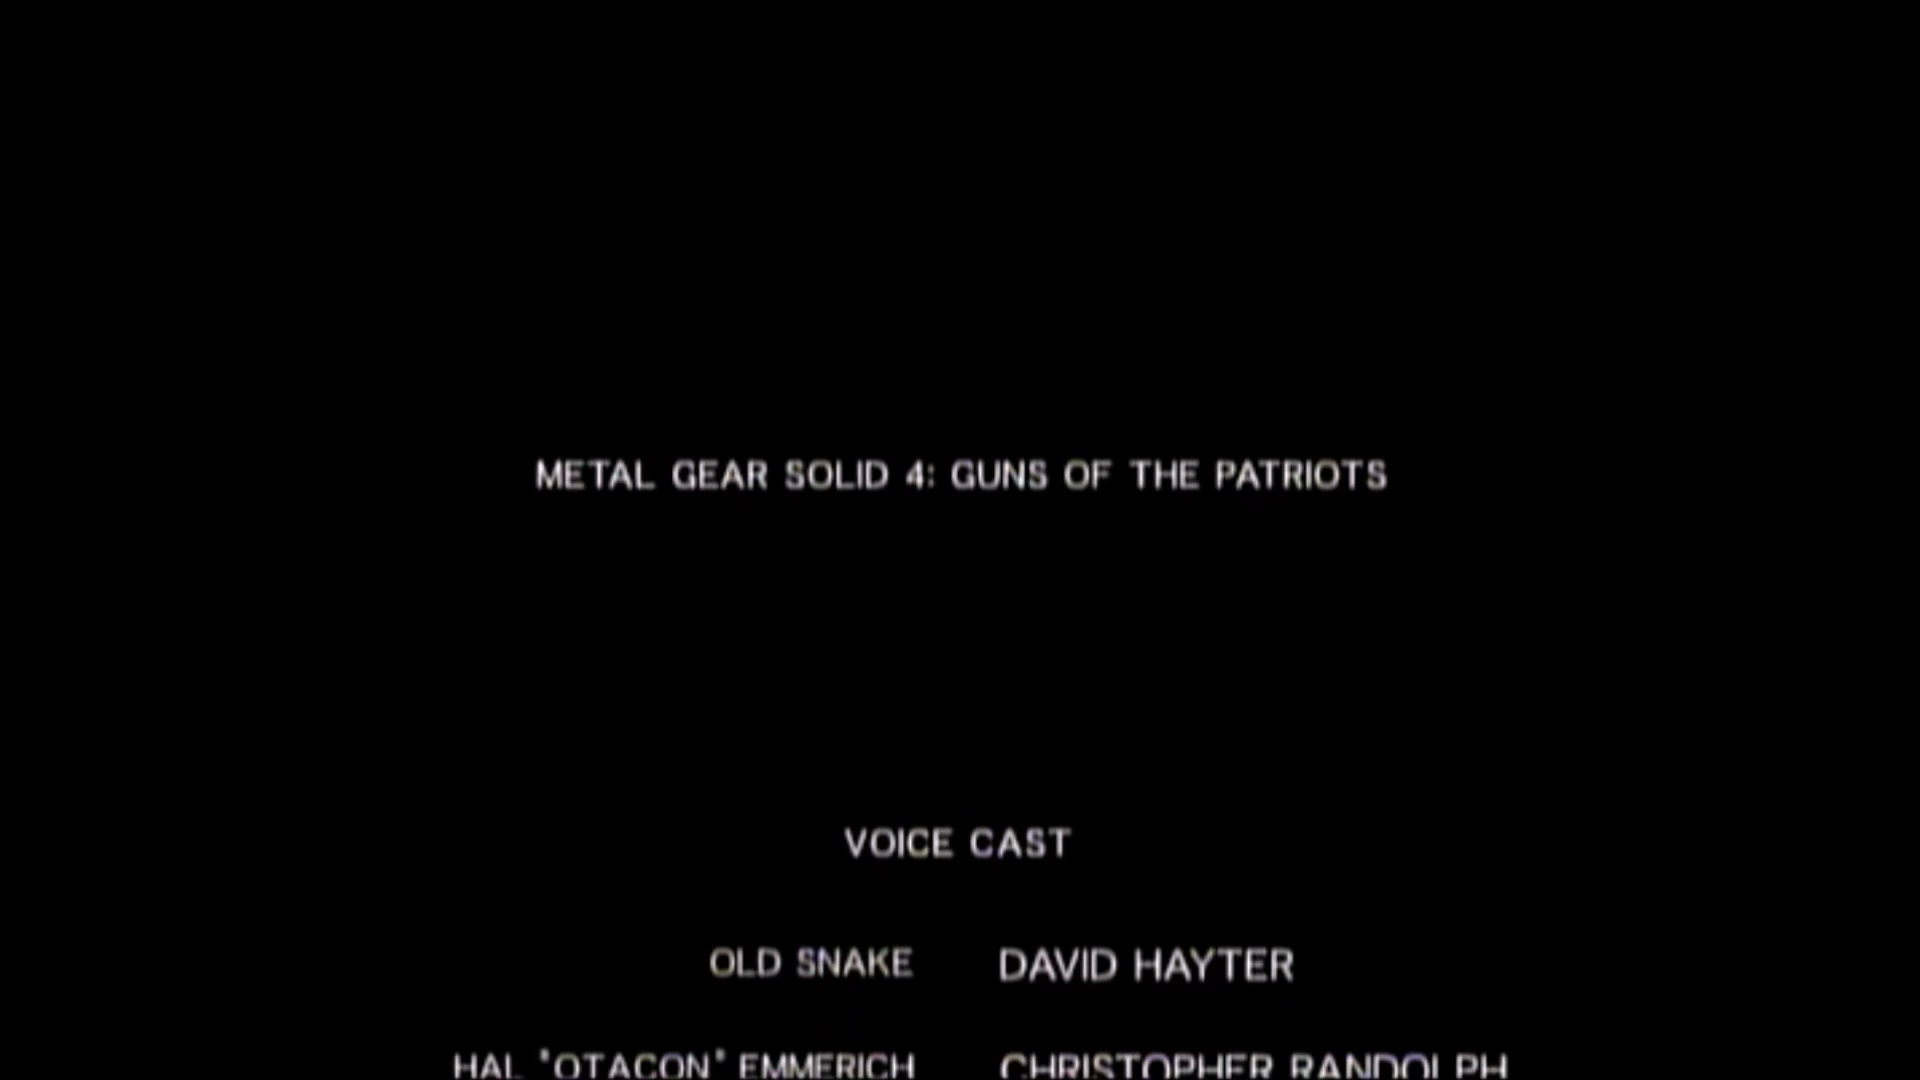 METAL GEAR SOLID 4: GUNS OF THE PATRIOTS
VOICE CAST
OLD SNAKE DAVID HAYTER
HAL "OTACON" EMMERICH CHRISTOPHER RANDOLPH